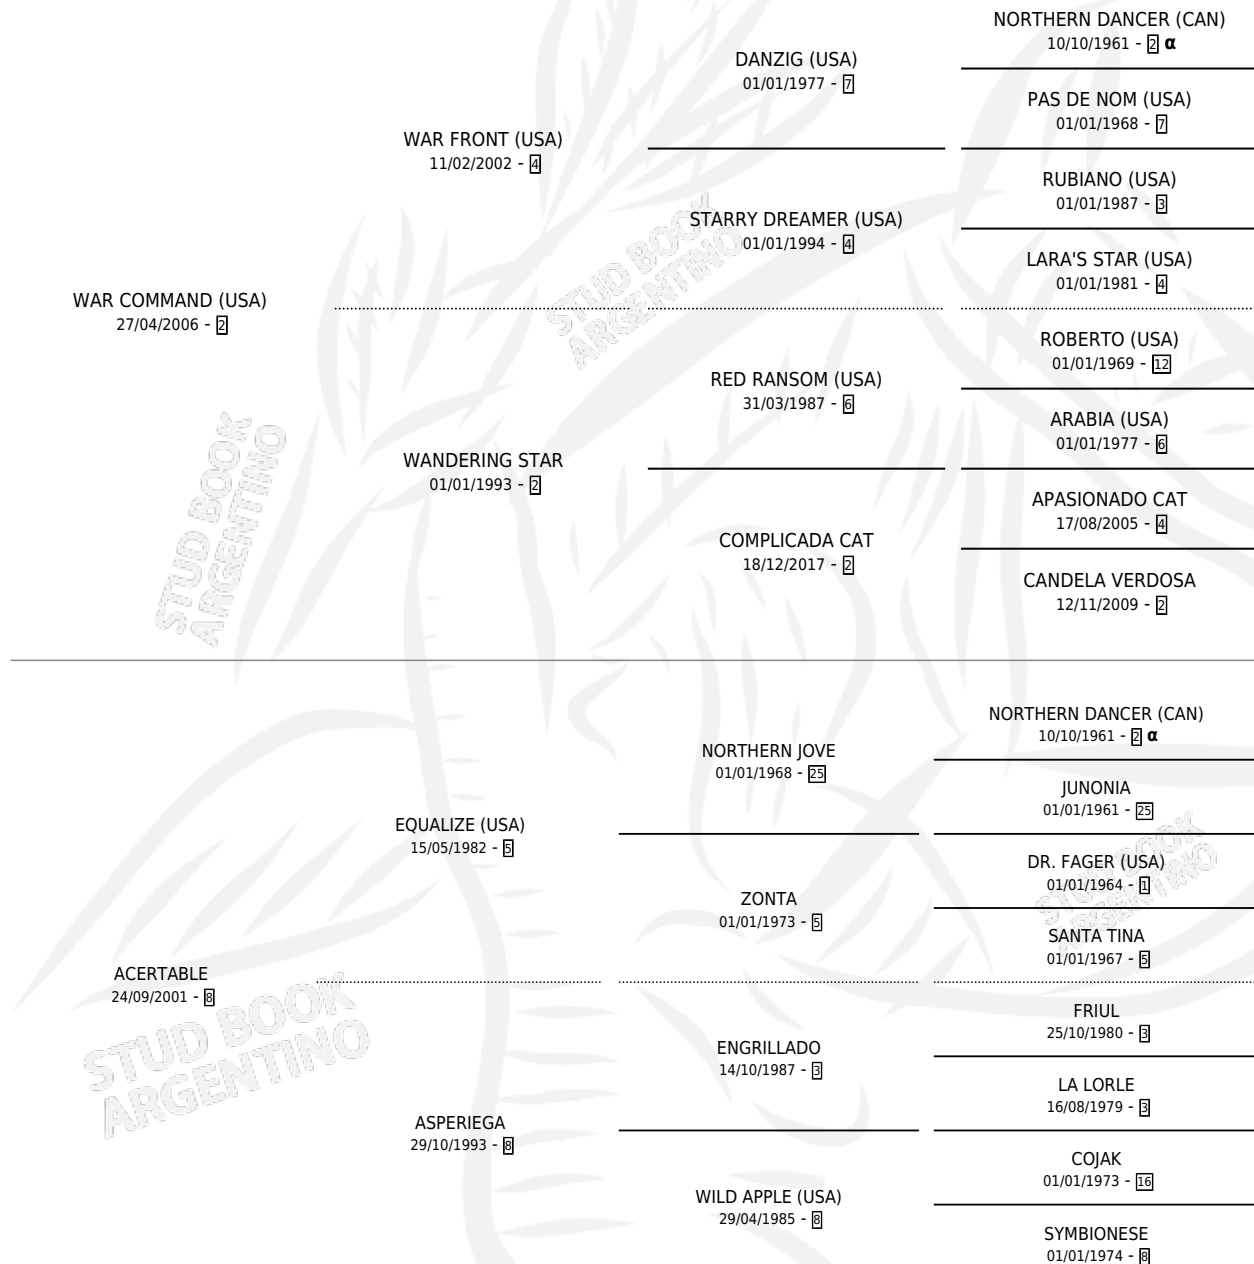 NORTHERN DANCER (CAN)
10/10/1961 - 2 α
DANZIG (USA)
01/01/1977 - 7
PAS DE NOM (USA)
01/01/1968 - 7
WAR FRONT (USA)
11/02/2002 - 4
RUBIANO (USA)
01/01/1987 - 3
STARRY DREAMER (USA)
01/01/1994 - 4
LARA'S STAR (USA)
01/01/1981 - 4
WAR COMMAND (USA)
27/04/2006 - 2
ROBERTO (USA)
01/01/1969 - 12
RED RANSOM (USA)
31/03/1987 - 6
ARABIA (USA)
01/01/1977 - 6
WANDERING STAR
01/01/1993 - 2
APASIONADO CAT
17/08/2005 - 4
COMPLICADA CAT
18/12/2017 - 2
CANDELA VERDOSA
12/11/2009 - 2
NORTHERN DANCER (CAN)
10/10/1961 - 2 α
NORTHERN JOVE
01/01/1968 - 25
JUNONIA
01/01/1961 - 25
EQUALIZE (USA)
15/05/1982 - 5
DR. FAGER (USA)
01/01/1964 - 1
ZONTA
01/01/1973 - 5
SANTA TINA
01/01/1967 - 5
ACERTABLE
24/09/2001 - 8
FRIUL
25/10/1980 - 3
ENGRILLADO
14/10/1987 - 3
LA LORLE
16/08/1979 - 3
ASPERIEGA
29/10/1993 - 8
COJAK
01/01/1973 - 16
WILD APPLE (USA)
29/04/1985 - 8
SYMBIONESE
01/01/1974 - 8
STUD BOOK
ARGENTINO
STUD BOOK
ARGENTINO
STUD BOOK
ARGENTINO
STUD BOOK
ARGENTINO